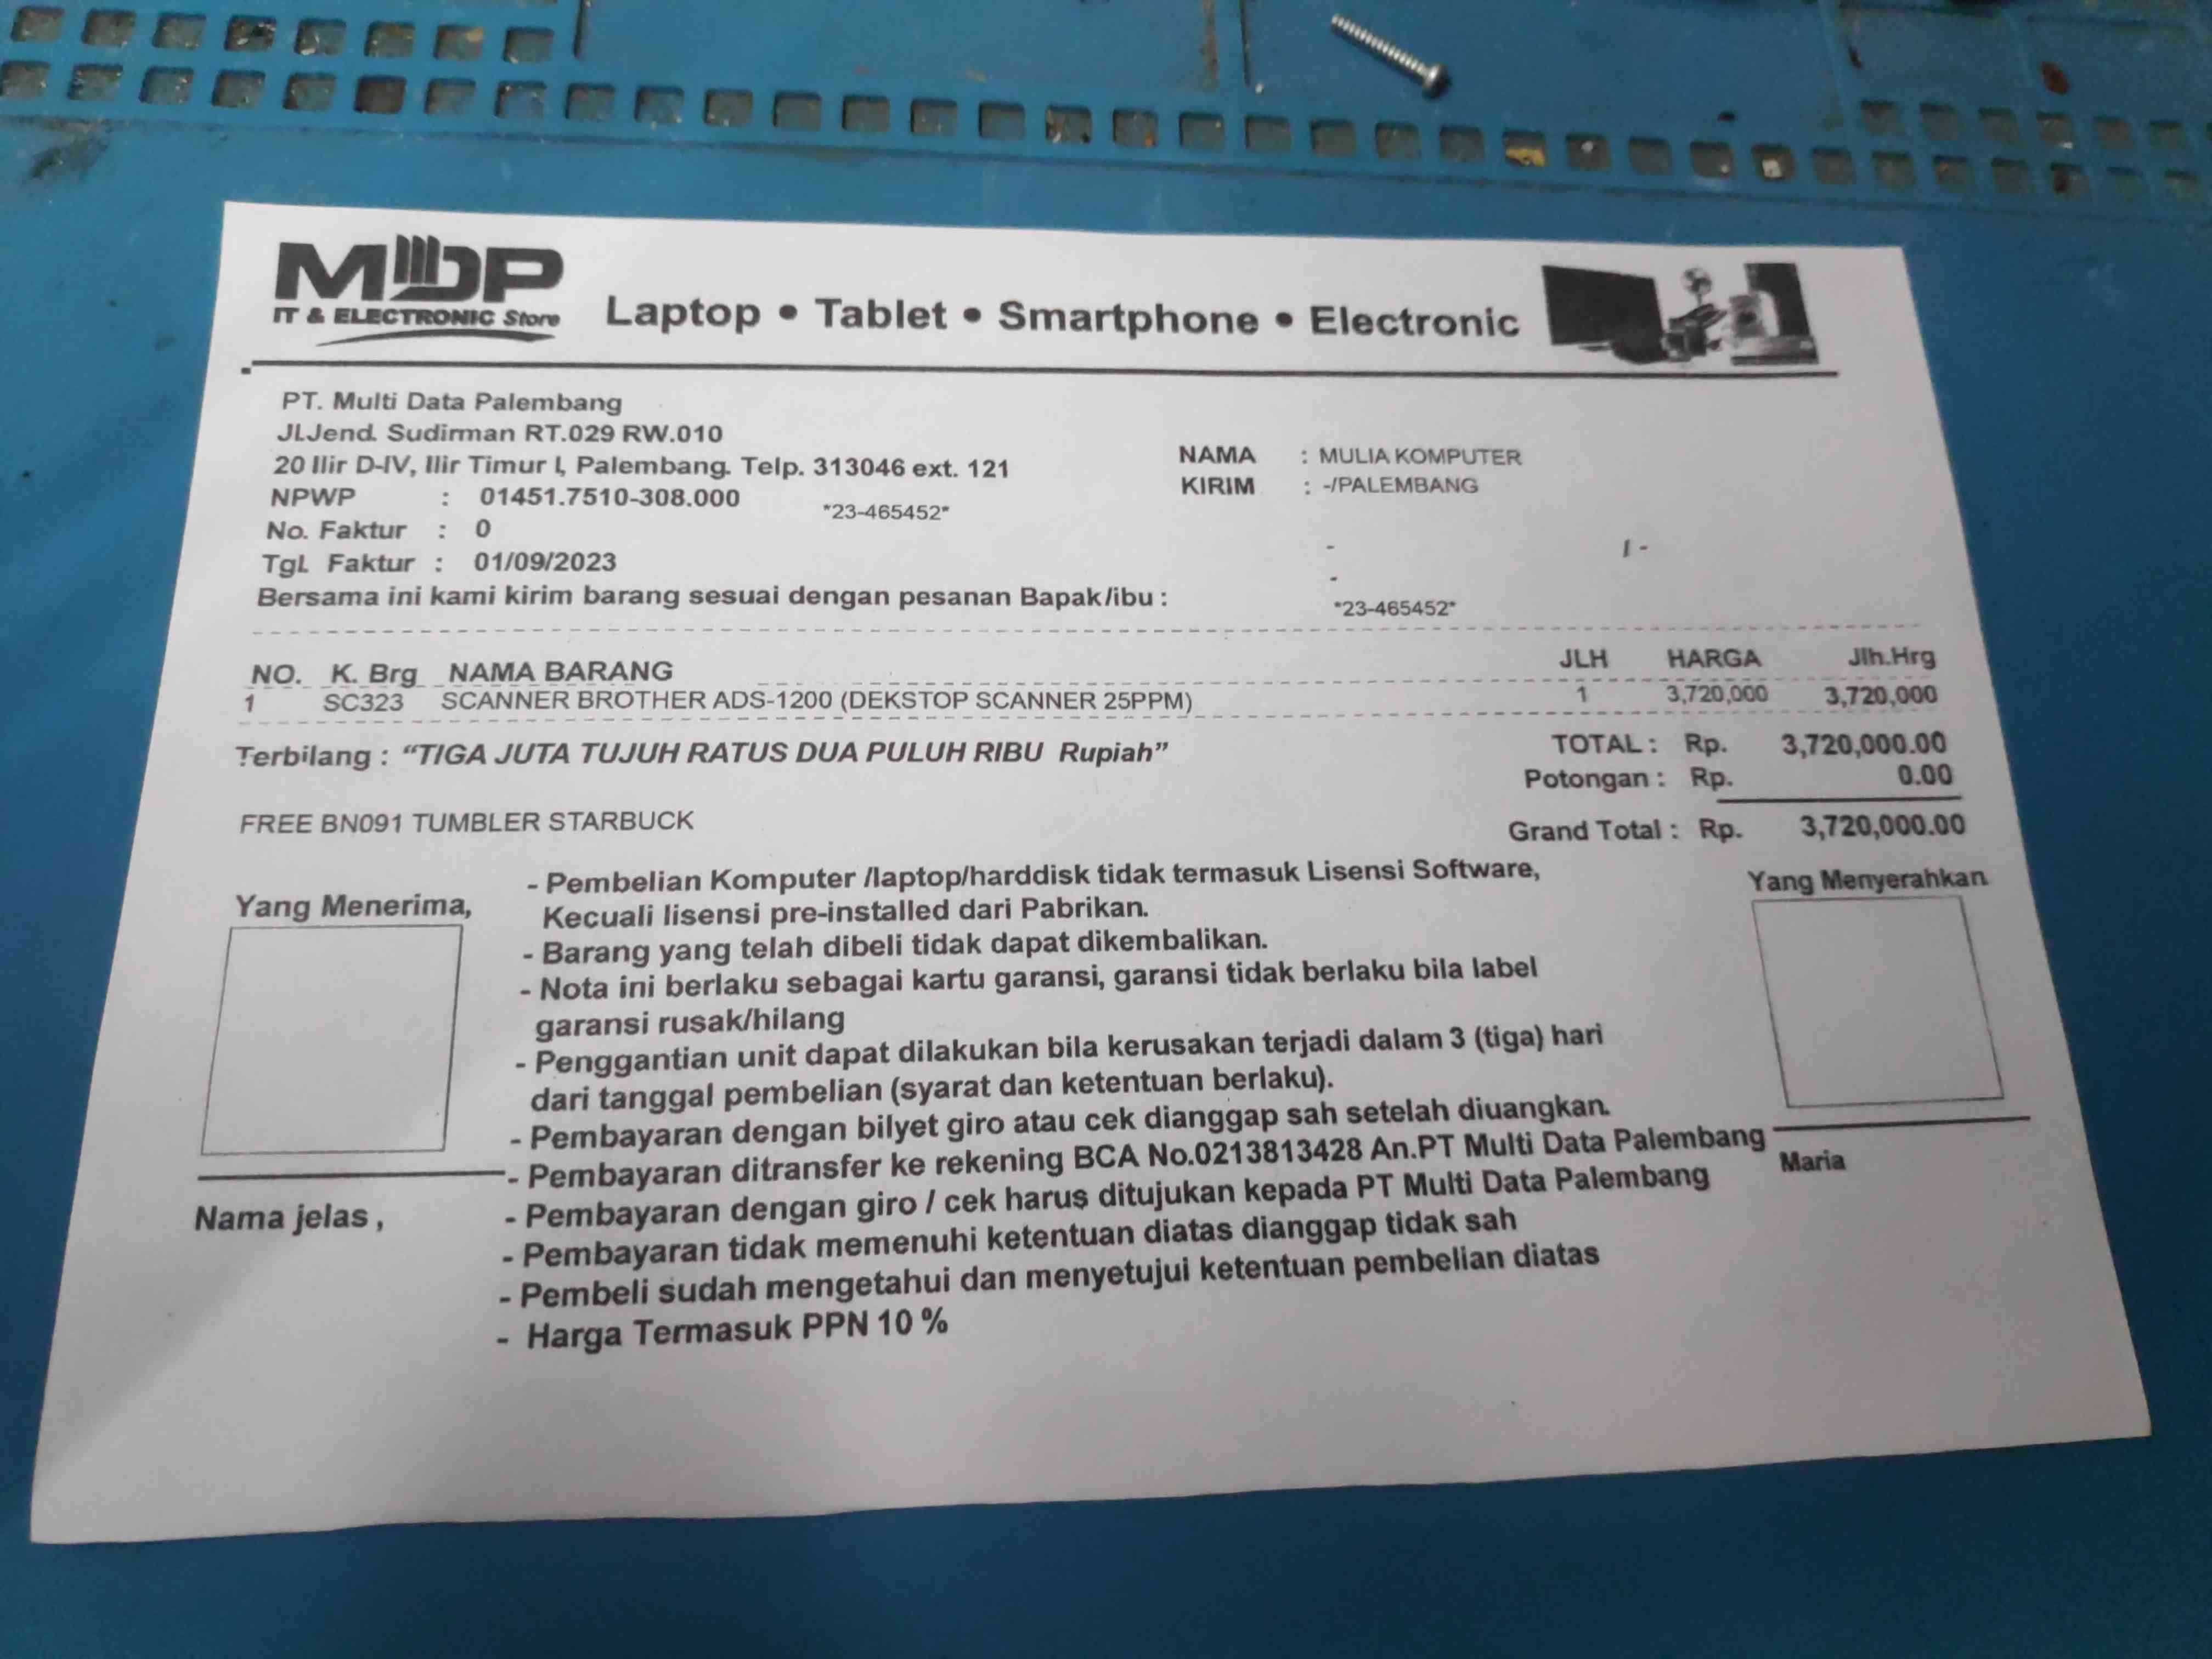 MDP
IT & ELECTRONIC Store
Laptop • Tablet • Smartphone • Electronic
PT. Multi Data Palembang
Jl.Jend. Sudirman RT.029 RW.010
20 Ilir D-IV, Ilir Timur I, Palembang. Telp. 313046 ext. 121
NPWP : 01451.7510-308.000
*23-465452*
No. Faktur : 0
Tgl. Faktur : 01/09/2023
NAMA : MULIA KOMPUTER
KIRIM : -/PALEMBANG
- / -
-
Bersama ini kami kirim barang sesuai dengan pesanan Bapak/ibu :
*23-465452*
NO. K. Brg NAMA BARANG JLH HARGA Jlh.Hrg
1 SC323 SCANNER BROTHER ADS-1200 (DEKSTOP SCANNER 25PPM) 1 3,720,000 3,720,000
Terbilang : “TIGA JUTA TUJUH RATUS DUA PULUH RIBU Rupiah”
TOTAL : Rp. 3,720,000.00
Potongan : Rp. 0.00
FREE BN091 TUMBLER STARBUCK
Grand Total : Rp. 3,720,000.00
Yang Menerima,
Nama jelas ,
- Pembelian Komputer /laptop/harddisk tidak termasuk Lisensi Software,
Kecuali lisensi pre-installed dari Pabrikan.
- Barang yang telah dibeli tidak dapat dikembalikan.
- Nota ini berlaku sebagai kartu garansi, garansi tidak berlaku bila label
garansi rusak/hilang
- Penggantian unit dapat dilakukan bila kerusakan terjadi dalam 3 (tiga) hari
dari tanggal pembelian (syarat dan ketentuan berlaku).
- Pembayaran dengan bilyet giro atau cek dianggap sah setelah diuangkan.
- Pembayaran ditransfer ke rekening BCA No.0213813428 An.PT Multi Data Palembang
- Pembayaran dengan giro / cek harus ditujukan kepada PT Multi Data Palembang
- Pembayaran tidak memenuhi ketentuan diatas dianggap tidak sah
- Pembeli sudah mengetahui dan menyetujui ketentuan pembelian diatas
- Harga Termasuk PPN 10 %
Yang Menyerahkan
Maria